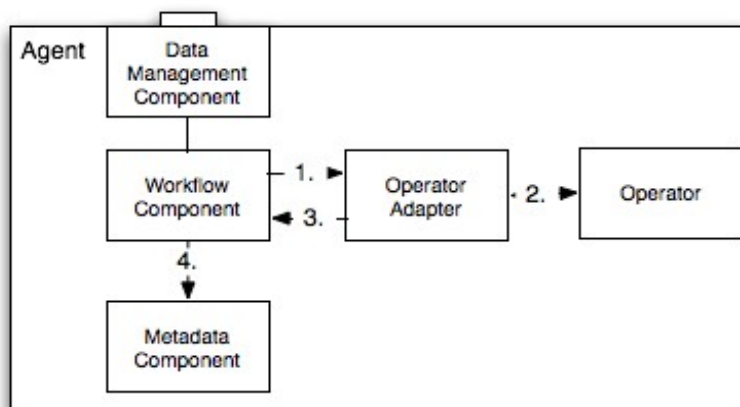 Agent
Data
Management
Component
Workflow
Component
1.
Operator
Adapter
2.
Operator
3.
4.
Metadata
Component